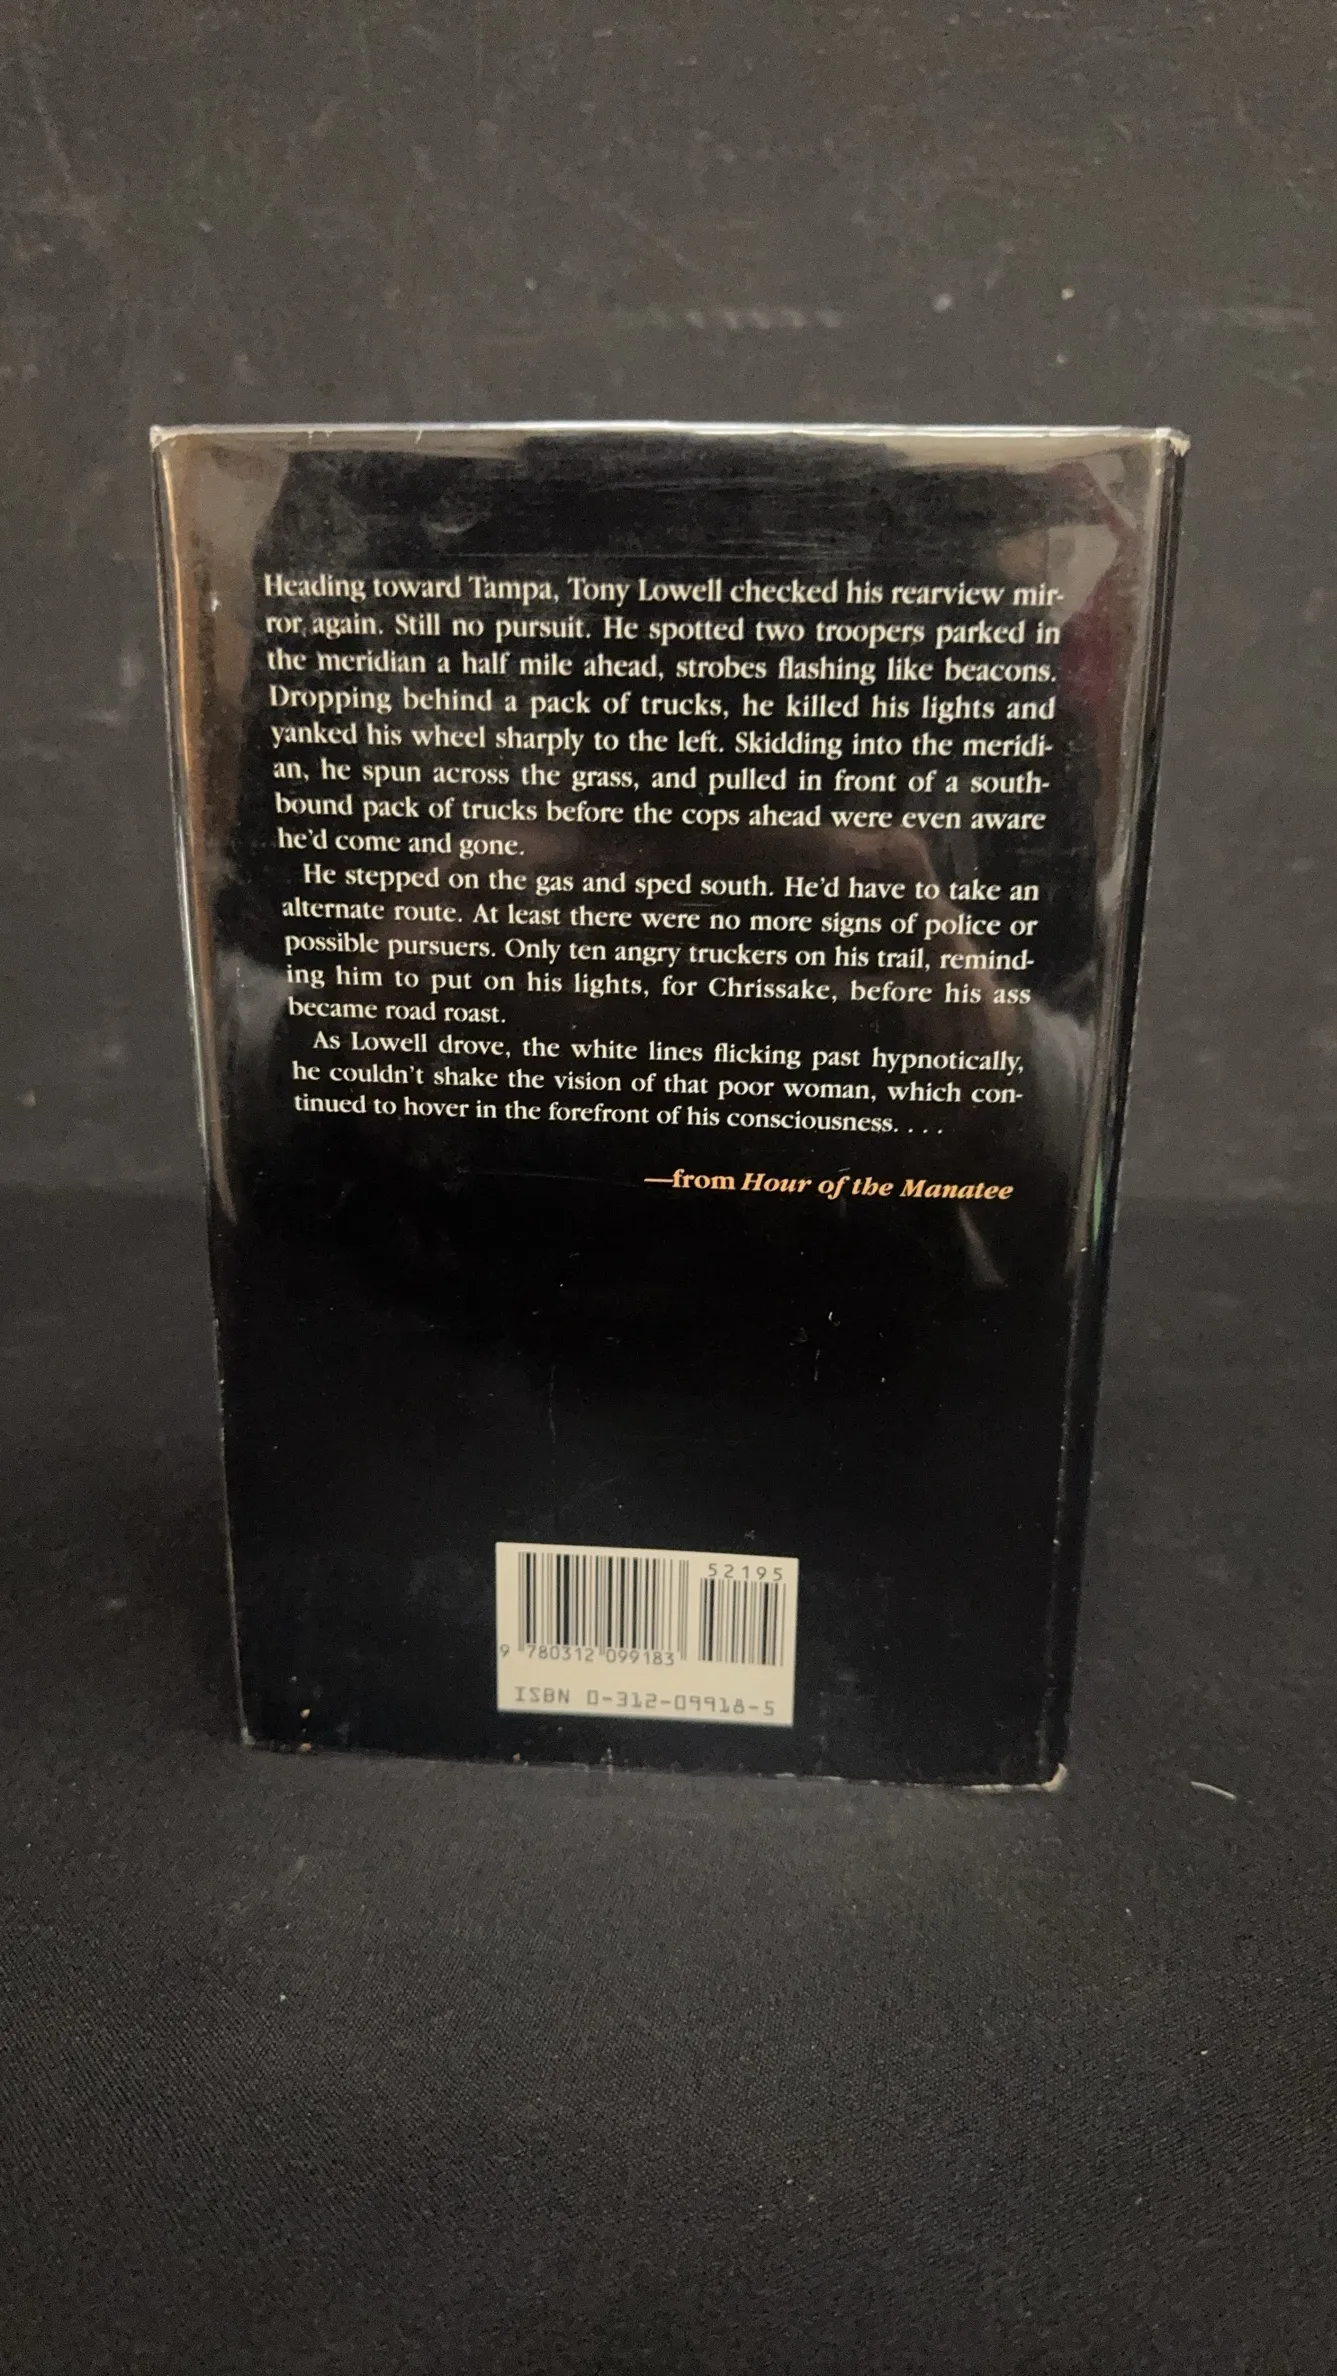 Heading toward Tampa, Tony Lowell checked his rearview mir-
ror again. Still no pursuit. He spotted two troopers parked in
the meridian a half mile ahead, strobes flashing like beacons.
Dropping behind a pack of trucks, he killed his lights and
yanked his wheel sharply to the left. Skidding into the meridi-
an, he spun across the grass, and pulled in front of a south-
bound pack of trucks before the cops ahead were even aware
he'd come and gone.
He stepped on the gas and sped south. He'd have to take an
alternate route. At least there were no more signs of police or
possible pursuers. Only ten angry truckers on his trail, remind-
ing him to put on his lights, for Chrissake, before his ass
became road roast.
As Lowell drove, the white lines flicking past hypnotically,
he couldn't shake the vision of that poor woman, which con-
tinued to hover in the forefront of his consciousness. . . .
—from Hour of the Manatee
52195
9 780312 099183
ISBN 0-312-09918-5